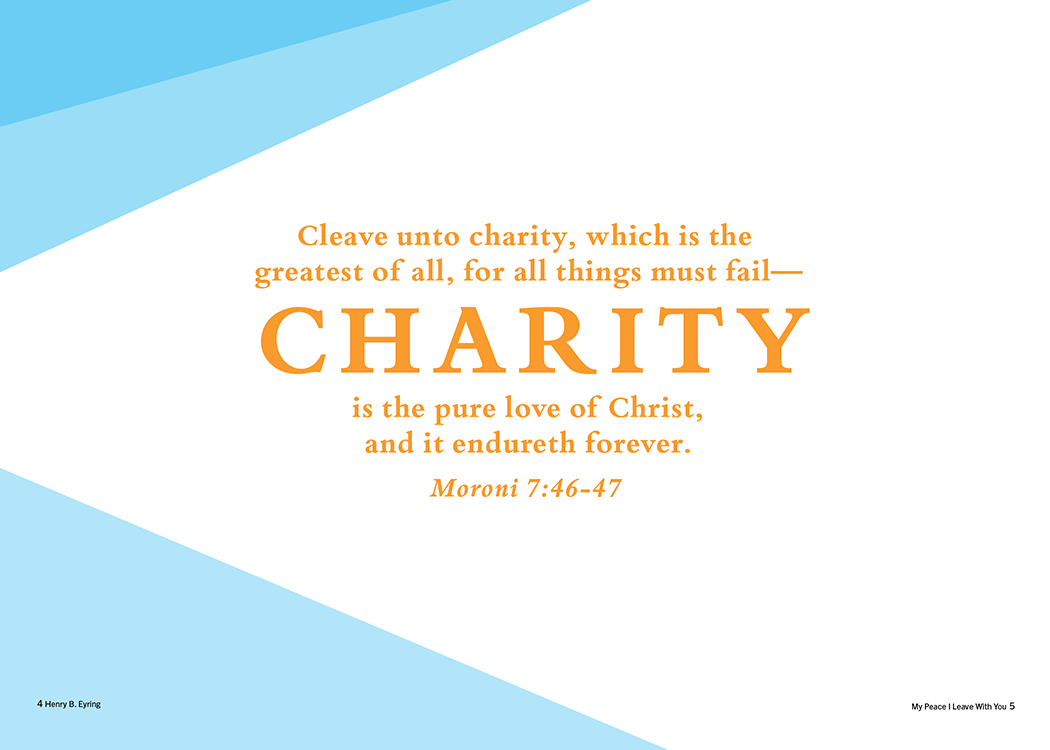 Cleave unto charity, which is the
greatest of all, for all things must fail—
CHARITY
is the pure love of Christ,
and it endureth forever.
Moroni 7:46-47
4 Henry B. Eyring
My Peace I Leave With You 5